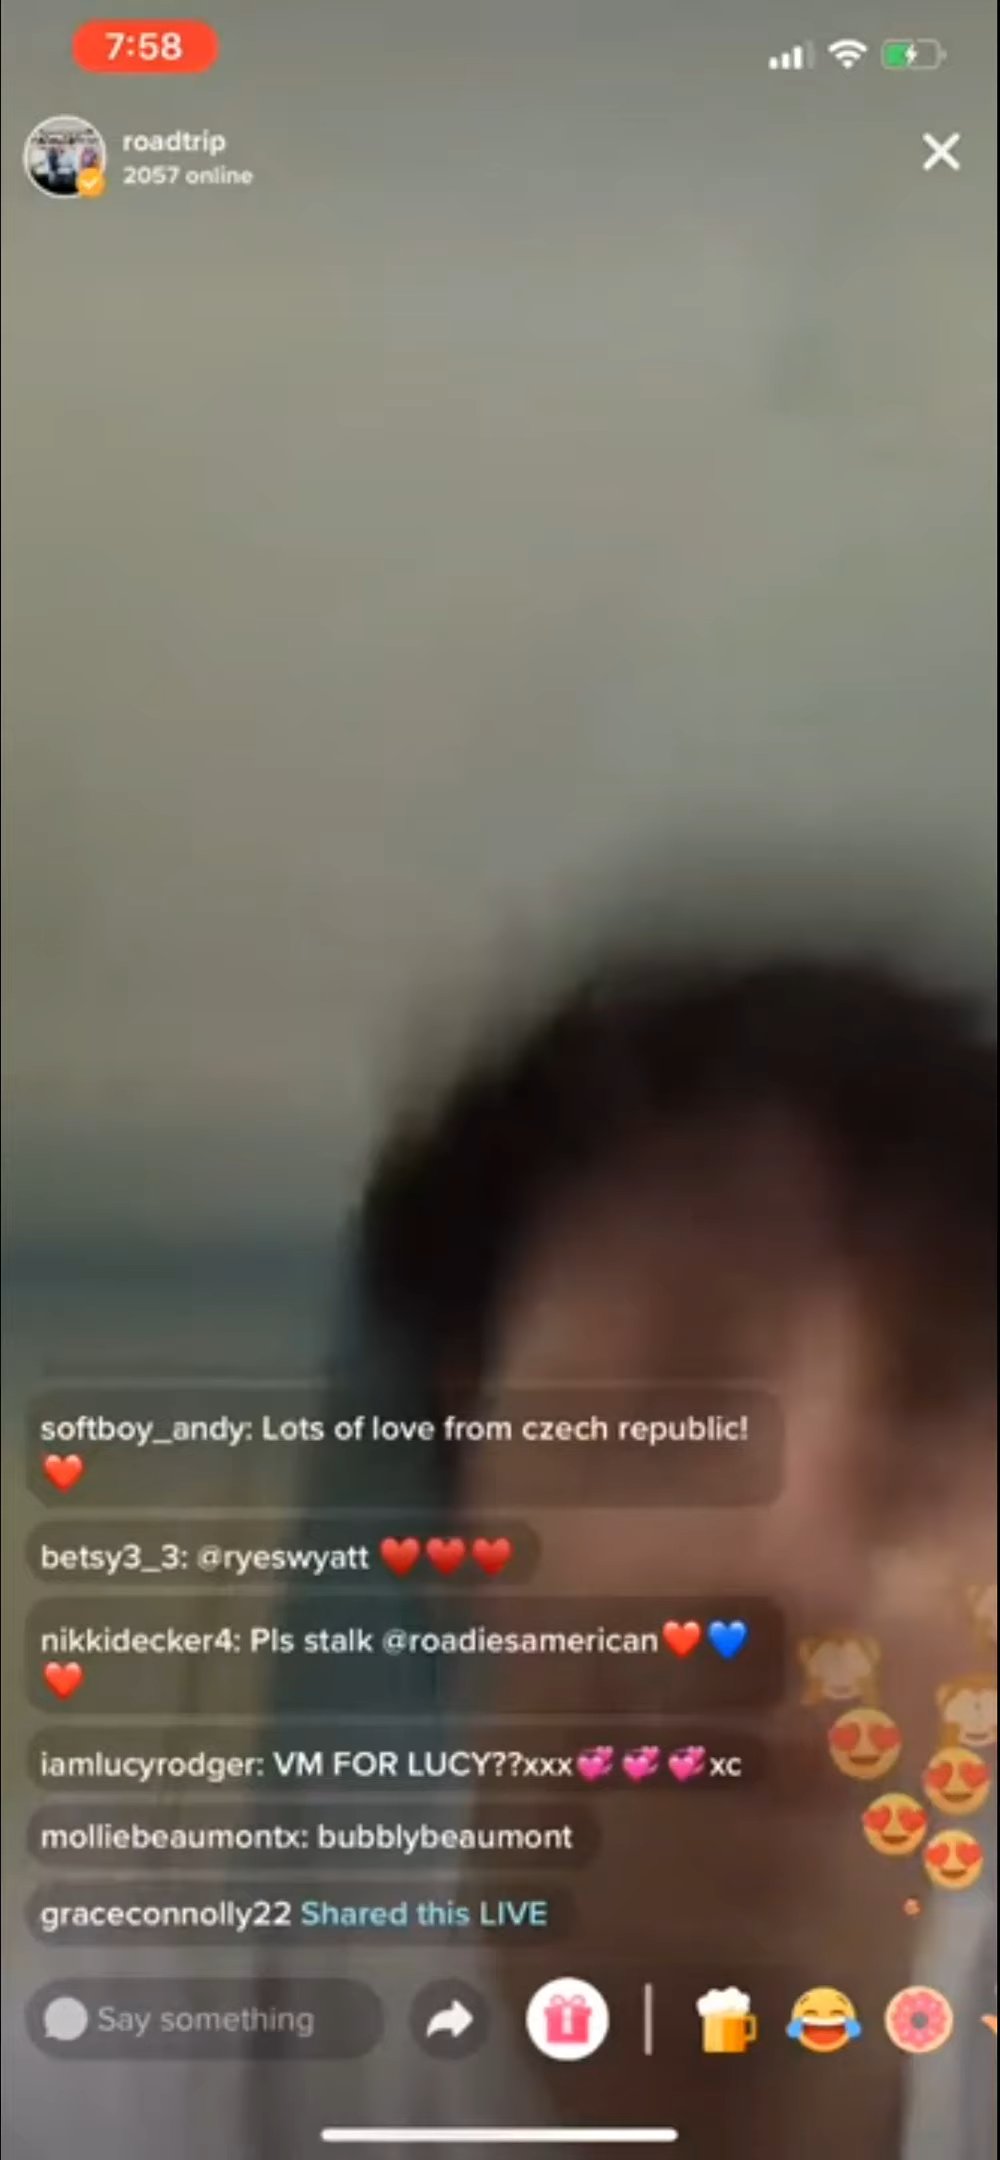 7:58
roadtrip
2057 online
softboy_andy: Lots of love from czech republic!
❤️
betsy3_3: @ryeswyatt ❤️❤️❤️
nikkidecker4: Pls stalk @roadiesamerican❤️💙
❤️
iamlucyrodger: VM FOR LUCY??xxx💞💞💞xc
molliebeaumontx: bubblybeaumont
graceconnolly22 Shared this LIVE
Say something